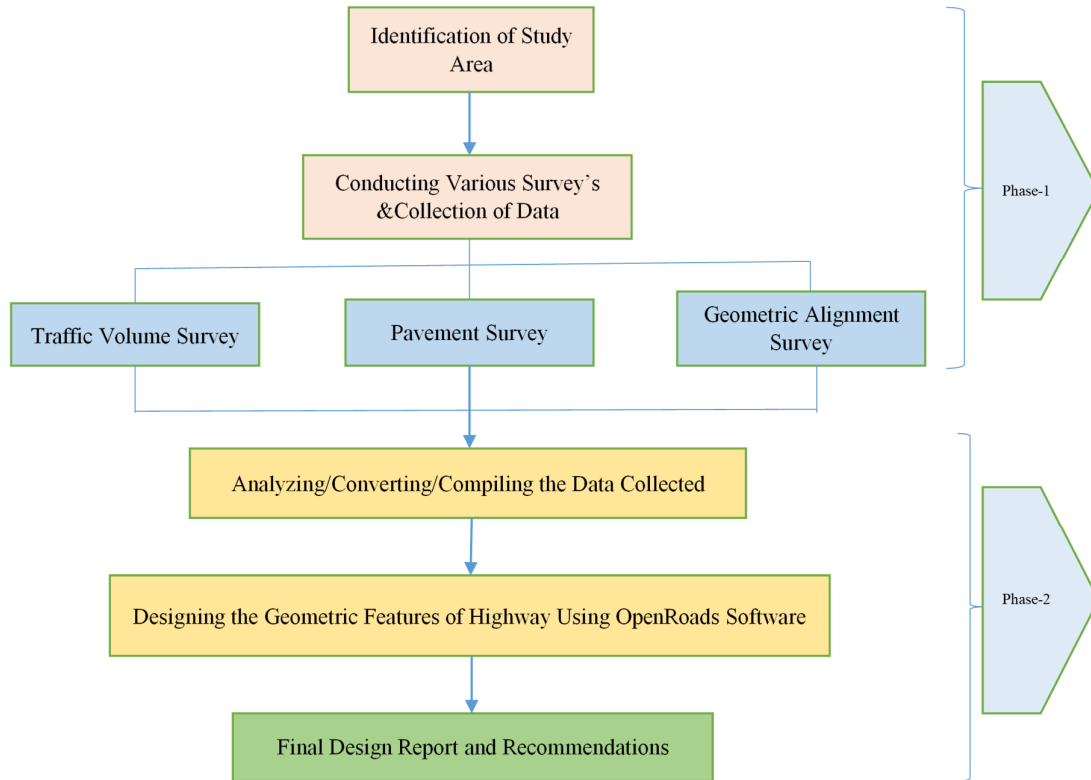 Identification of Study
Area
Conducting Various Survey's
&Collection of Data
Phase-1
Traffic Volume Survey
Pavement Survey
Geometric Alignment
Survey
Analyzing/Converting/Compiling the Data Collected
Designing the Geometric Features of Highway Using OpenRoads Software
Phase-2
Final Design Report and Recommendations